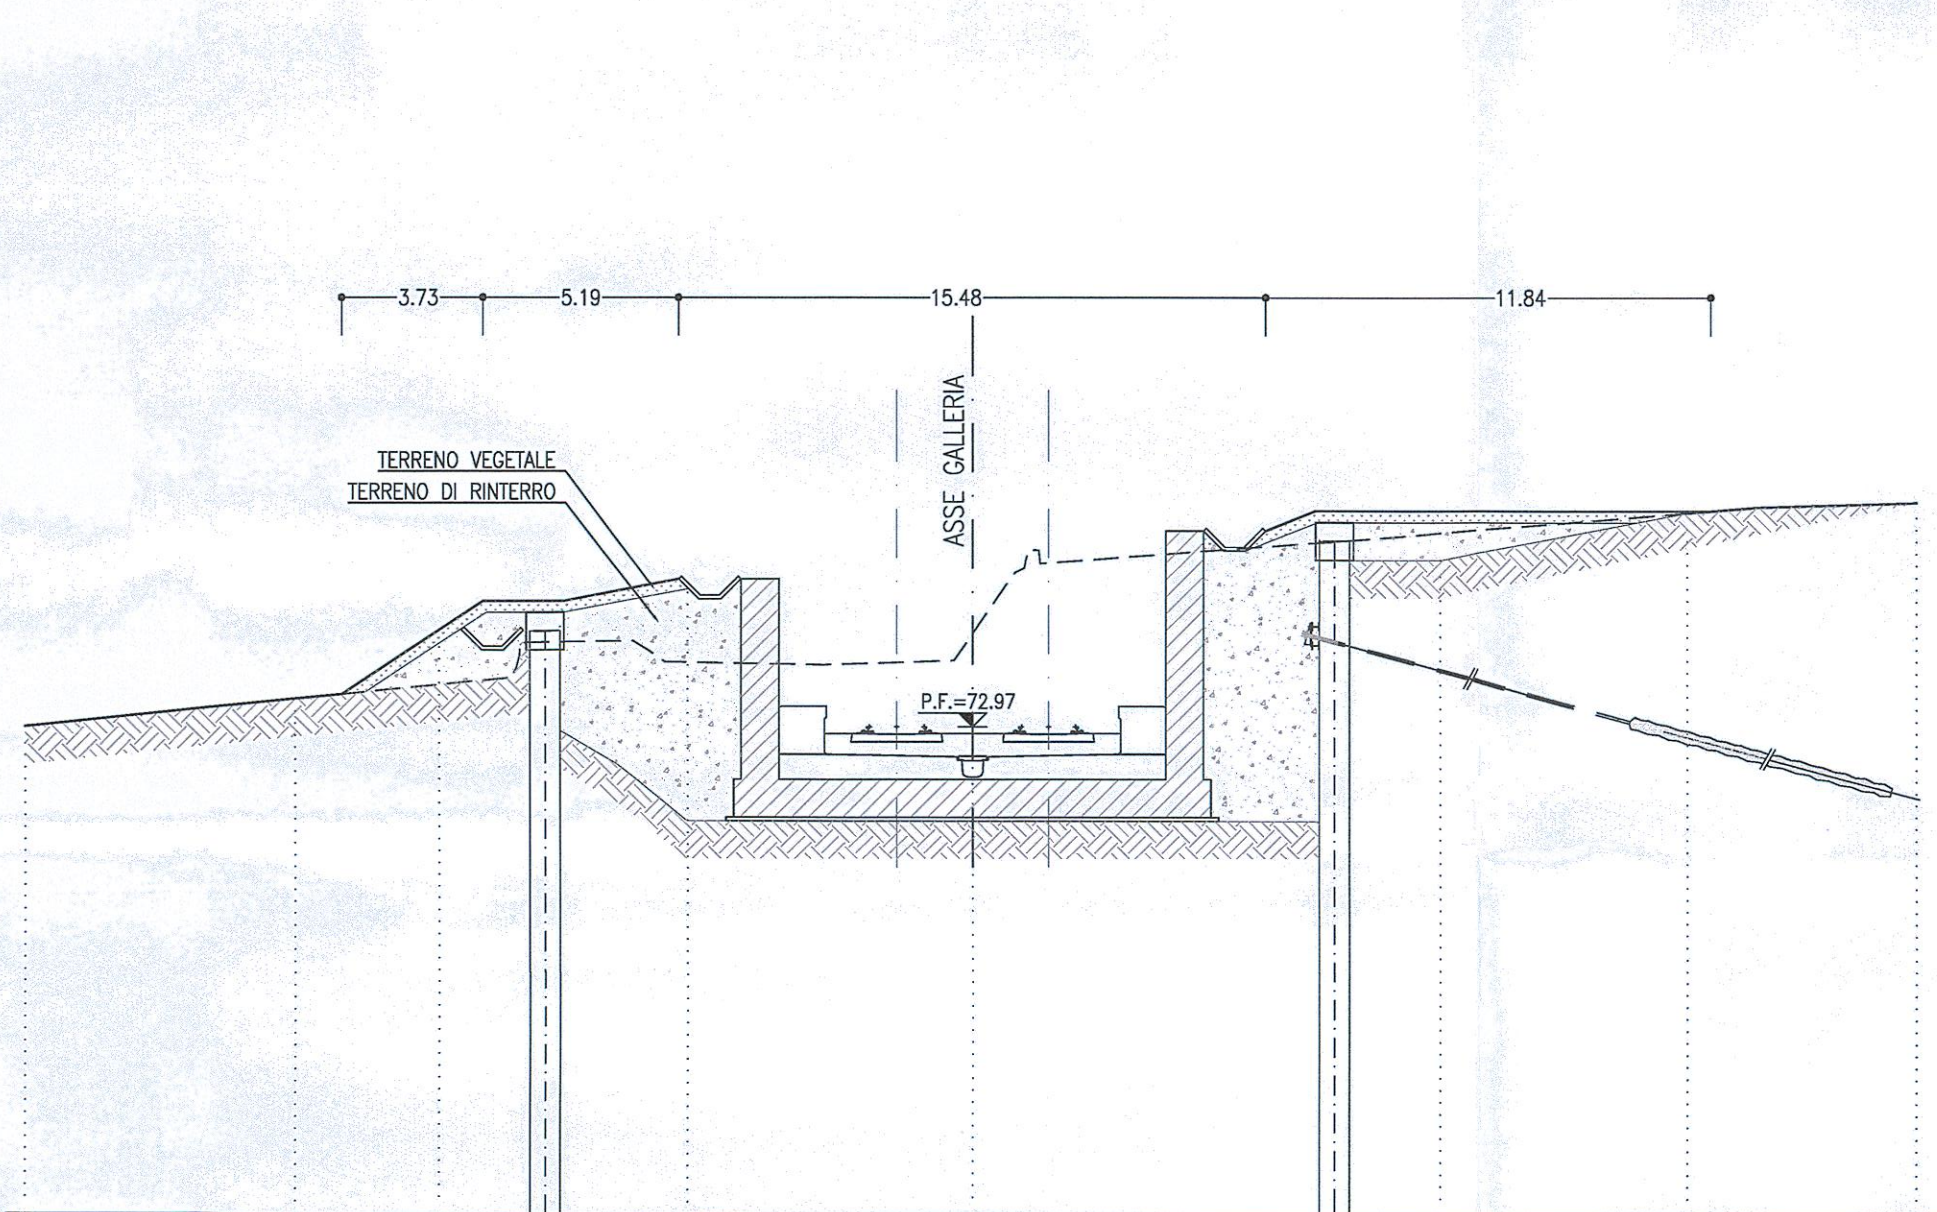 3.73 5.19 15.48 11.84
ASSE GALLERIA
TERRENO VEGETALE
TERRENO DI RINTERRO
P.F.=72.97